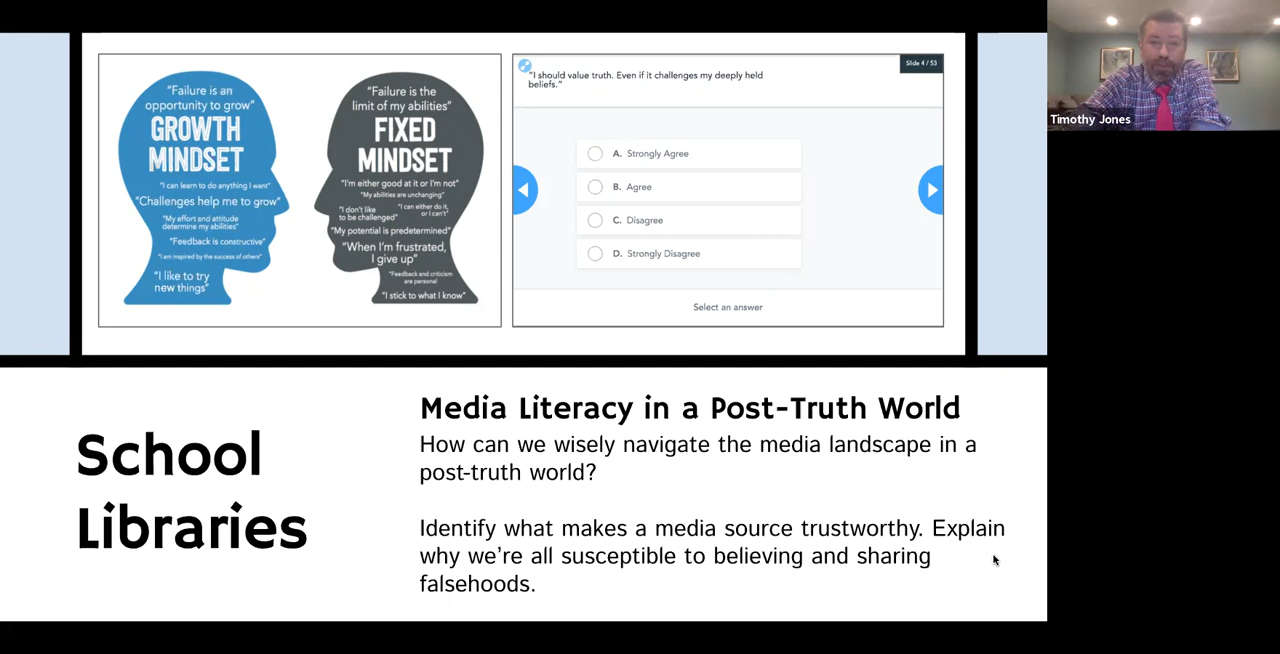 "Failure is an
opportunity to grow"
GROWTH
MINDSET
"I can learn to do anything I want"
"Challenges help me to grow"
"My effort and attitude
determine my abilities"
"Feedback is constructive"
"I am inspired by the success of others"
"I like to try
new things"
"Failure is the
limit of my abilities"
FIXED
MINDSET
"I'm either good at it or I'm not"
"My abilities are unchanging"
"I don't like
to be challenged"
"I can either do it,
or I can't"
"My potential is predetermined"
"When I'm frustrated,
I give up"
"Feedback and criticism
are personal"
"I stick to what I know"
Slide 4 / 53
"I should value truth. Even if it challenges my deeply held
beliefs."
A. Strongly Agree
B. Agree
C. Disagree
D. Strongly Disagree
Select an answer
Timothy Jones
School
Libraries
Media Literacy in a Post-Truth World
How can we wisely navigate the media landscape in a
post-truth world?
Identify what makes a media source trustworthy. Explain
why we're all susceptible to believing and sharing
falsehoods.